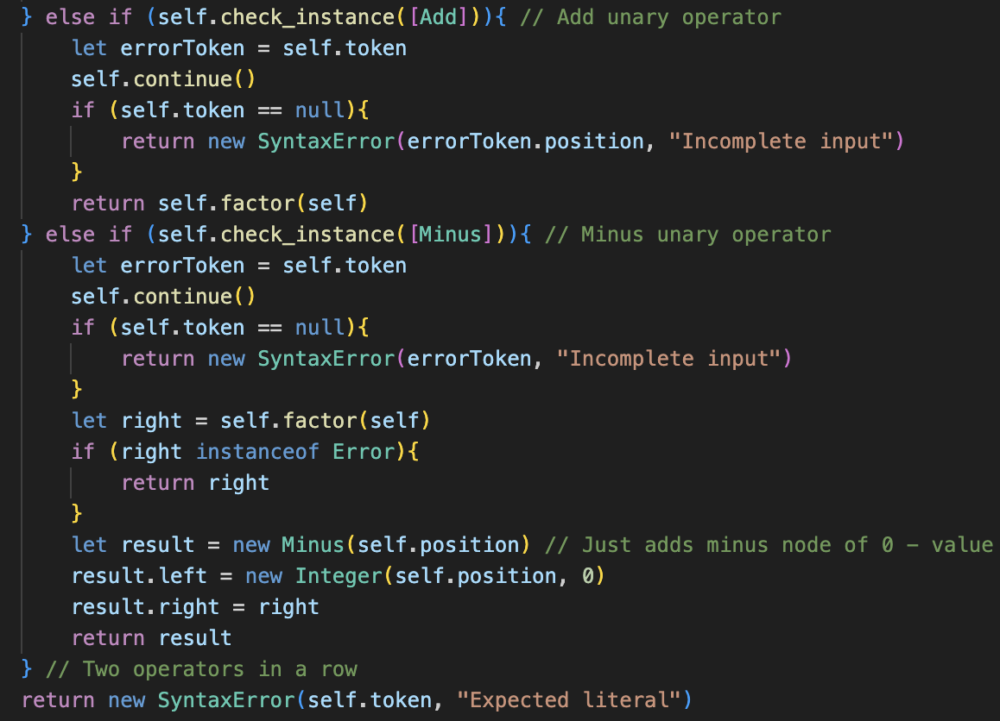 } else if (self.check_instance([Add])){ // Add unary operator
    let errorToken = self.token
    self.continue()
    if (self.token == null){
        return new SyntaxError(errorToken.position, "Incomplete input")
    }
    return self.factor(self)
} else if (self.check_instance([Minus])){ // Minus unary operator
    let errorToken = self.token
    self.continue()
    if (self.token == null){
        return new SyntaxError(errorToken, "Incomplete input")
    }
    let right = self.factor(self)
    if (right instanceof Error){
        return right
    }
    let result = new Minus(self.position) // Just adds minus node of 0 - value
    result.left = new Integer(self.position, 0)
    result.right = right
    return result
} // Two operators in a row
return new SyntaxError(self.token, "Expected literal")